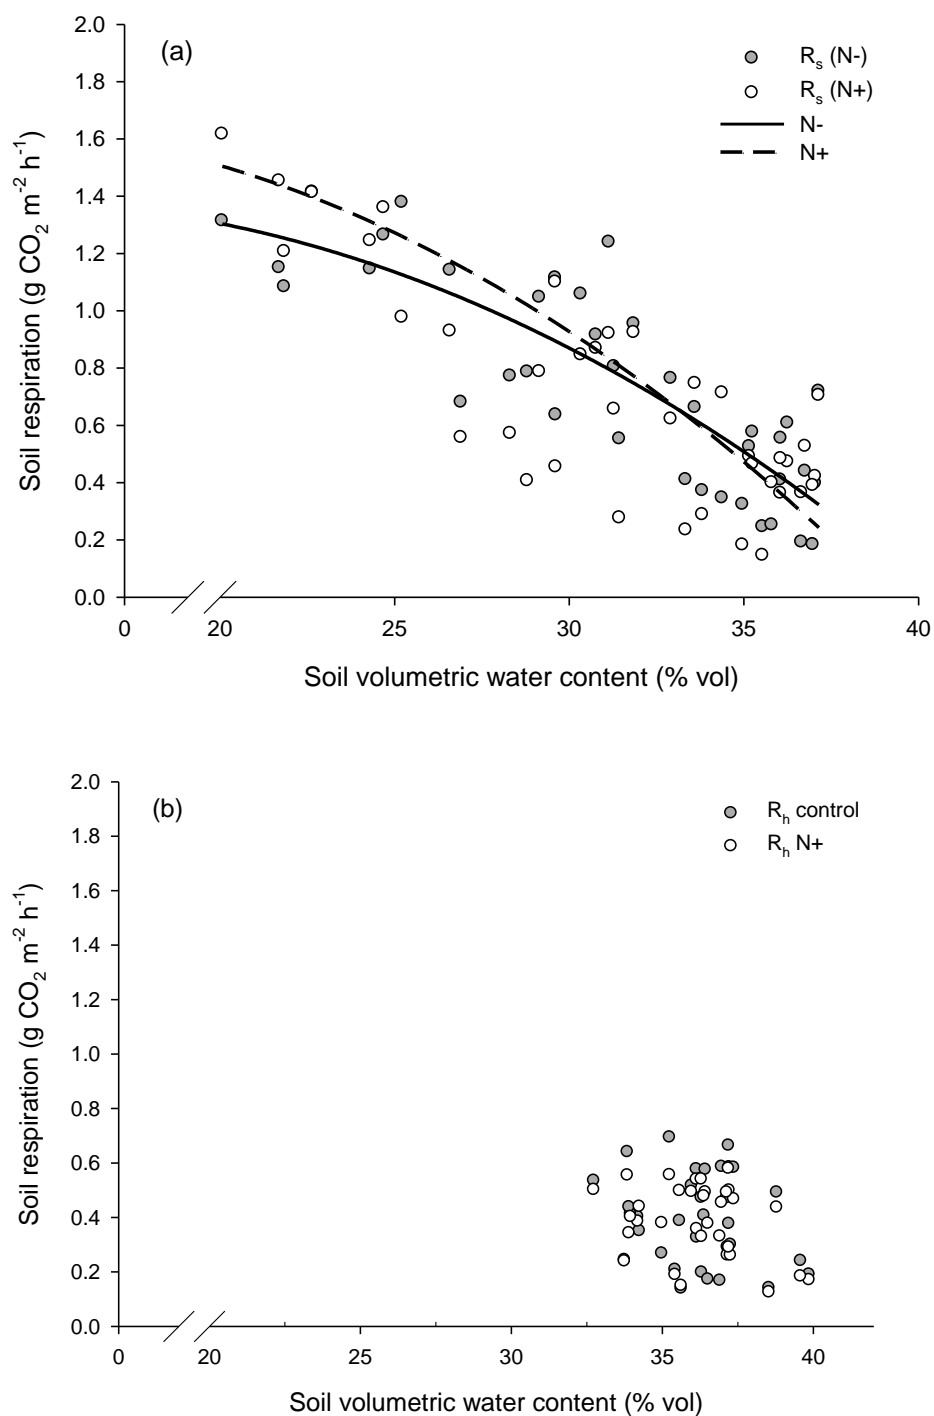 (a)
R_s (N-)
R_s (N+)
N-
N+
2.0
1.8
1.6
1.4
1.2
1.0
0.8
0.6
0.4
0.2
0.0
Soil respiration (g CO₂ m⁻² h⁻¹)
0 20 25 30 35 40
Soil volumetric water content (% vol)
(b)
R_h control
R_h N+
2.0
1.8
1.6
1.4
1.2
1.0
0.8
0.6
0.4
0.2
0.0
Soil respiration (g CO₂ m⁻² h⁻¹)
0 20 25 30 35 40
Soil volumetric water content (% vol)